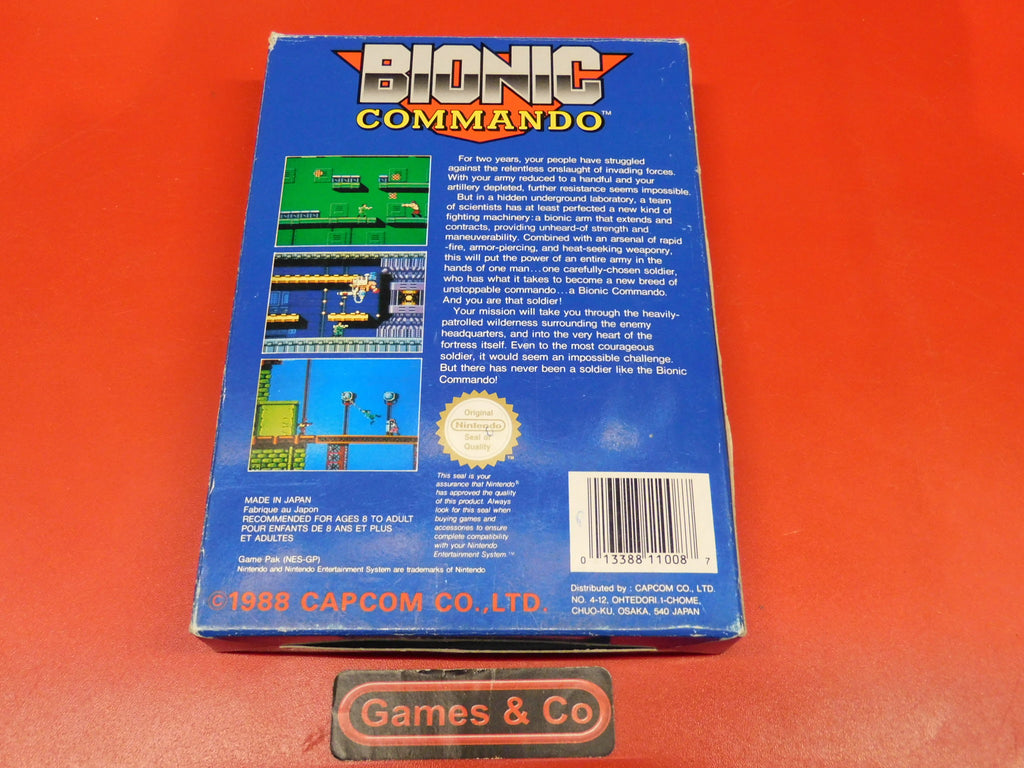 BIONIC
COMMANDO™
For two years, your people have struggled
against the relentless onslaught of invading forces.
With your army reduced to a handful and your
artillery depleted, further resistance seems impossible.
But in a hidden underground laboratory, a team
of scientists has at least perfected a new kind of
fighting machinery: a bionic arm that extends and
contracts, providing unheard-of strength and
maneuverability. Combined with an arsenal of rapid
-fire, armor-piercing, and heat-seeking weaponry,
this will put the power of an entire army in the
hands of one man...one carefully-chosen soldier,
who has what it takes to become a new breed of
unstoppable commando...a Bionic Commando.
And you are that soldier!
Your mission will take you through the heavily-
patrolled wilderness surrounding the enemy
headquarters, and into the very heart of the
fortress itself. Even to the most courageous
soldier, it would seem an impossible challenge.
But there has never been a soldier like the Bionic
Commando!
Original
Nintendo
Seal of
Quality
™
This seal is your
assurance that Nintendo®
has approved the quality
of this product. Always
look for this seal when
buying games and
accessories to ensure
complete compatibility
with your Nintendo
Entertainment System.™
MADE IN JAPAN
Fabrique au Japon
RECOMMENDED FOR AGES 8 TO ADULT
POUR ENFANTS DE 8 ANS ET PLUS
ET ADULTES
Game Pak (NES-GP)
Nintendo and Nintendo Entertainment System are trademarks of Nintendo
©1988 CAPCOM CO.,LTD.
0 13388 11008 7
Distributed by : CAPCOM CO., LTD.
NO. 4-12, OHTEDORI 1-CHOME,
CHUO-KU, OSAKA, 540 JAPAN
Games & Co